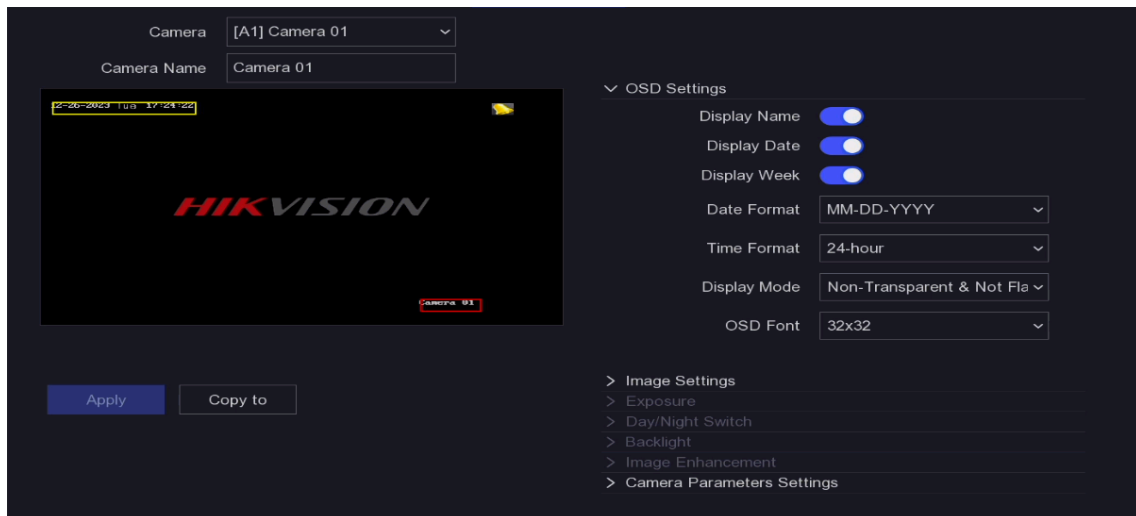 Camera
[A1] Camera 01
Camera Name
Camera 01
12-26-2023 Tue 17:24:22
HIKVISION
Camera 01
Apply
Copy to
OSD Settings
Display Name
Display Date
Display Week
Date Format
MM-DD-YYYY
Time Format
24-hour
Display Mode
Non-Transparent & Not Fla
OSD Font
32x32
Image Settings
Exposure
Day/Night Switch
Backlight
Image Enhancement
Camera Parameters Settings